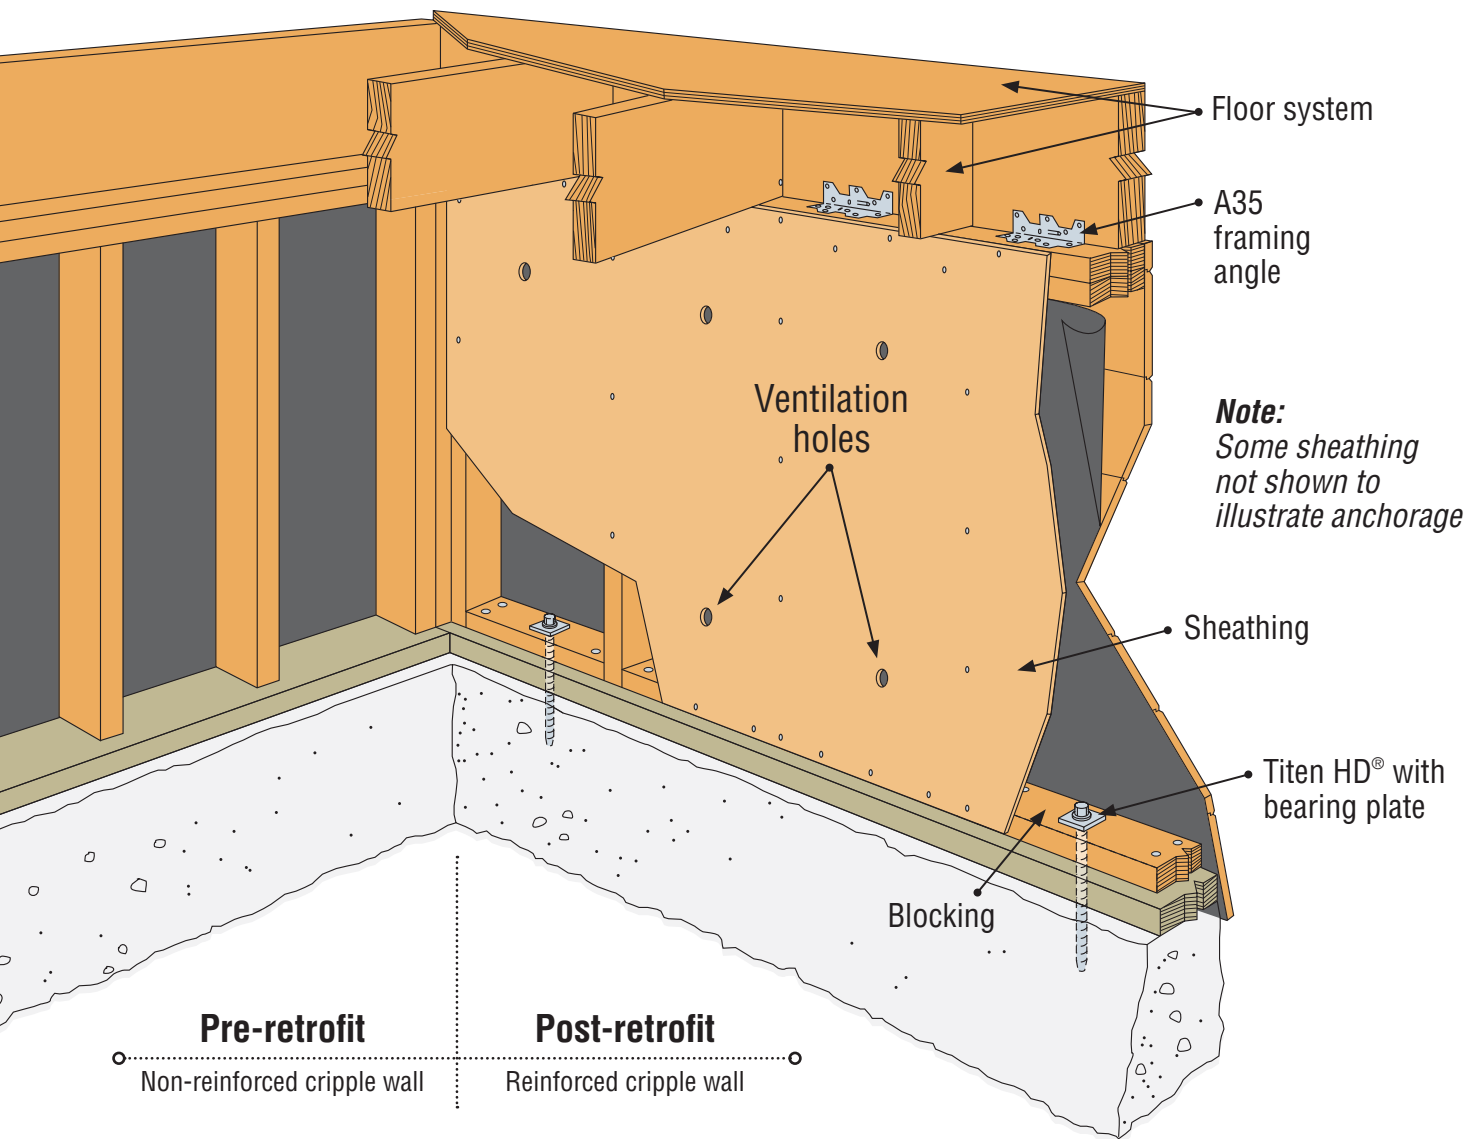 Floor system
A35
framing
angle
Ventilation
holes
Note:
Some sheathing
not shown to
illustrate anchorage
Sheathing
Titen HD® with
bearing plate
Blocking
Pre-retrofit
Non-reinforced cripple wall
Post-retrofit
Reinforced cripple wall